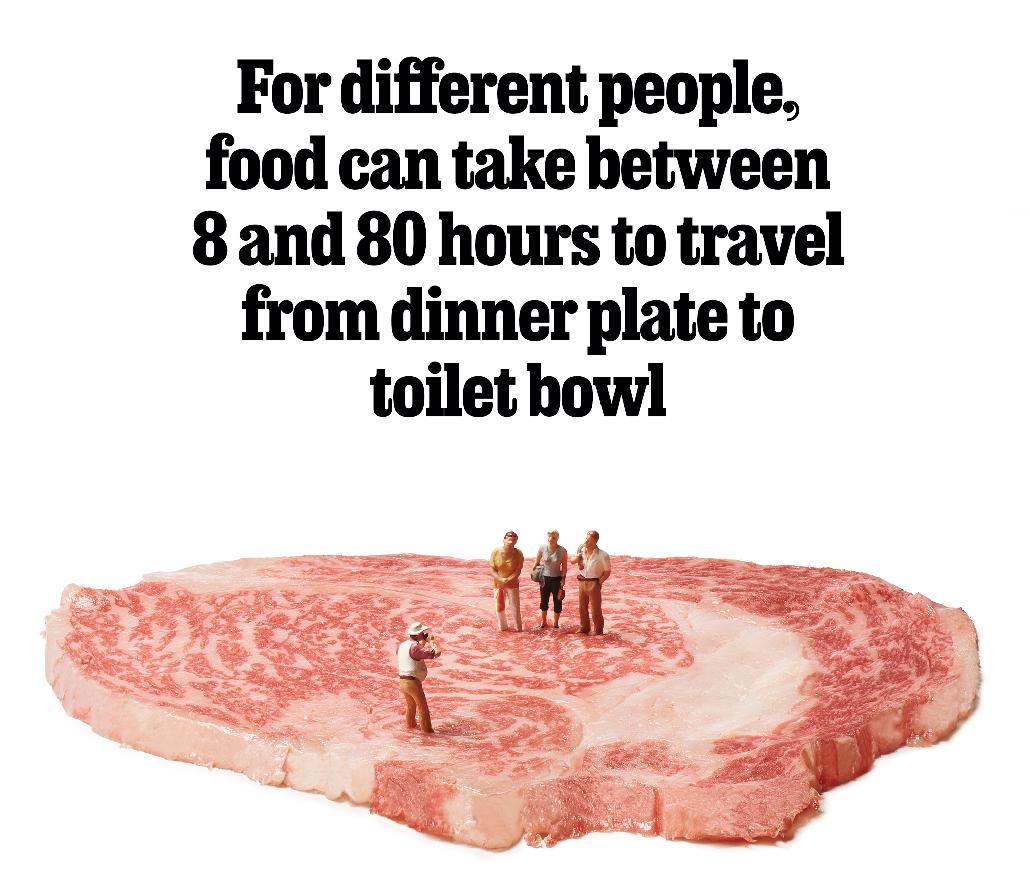 For different people,
food can take between
8 and 80 hours to travel
from dinner plate to
toilet bowl